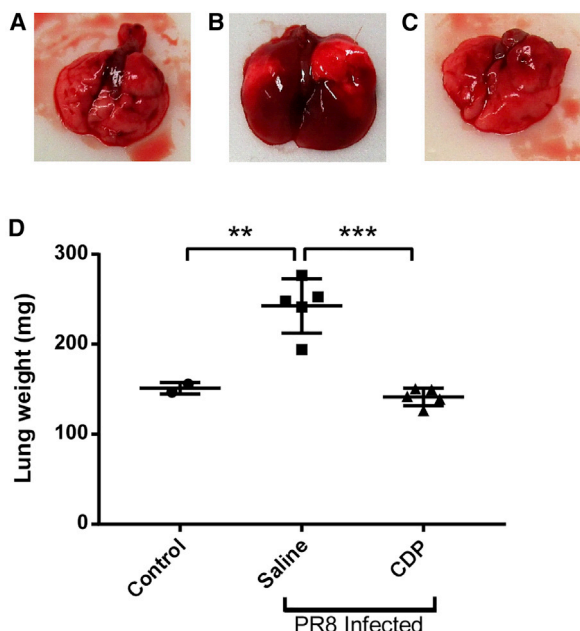 A
B
C
D
** ***
300
200
100
0
Lung weight (mg)
Control
Saline
CDP
PR8 Infected